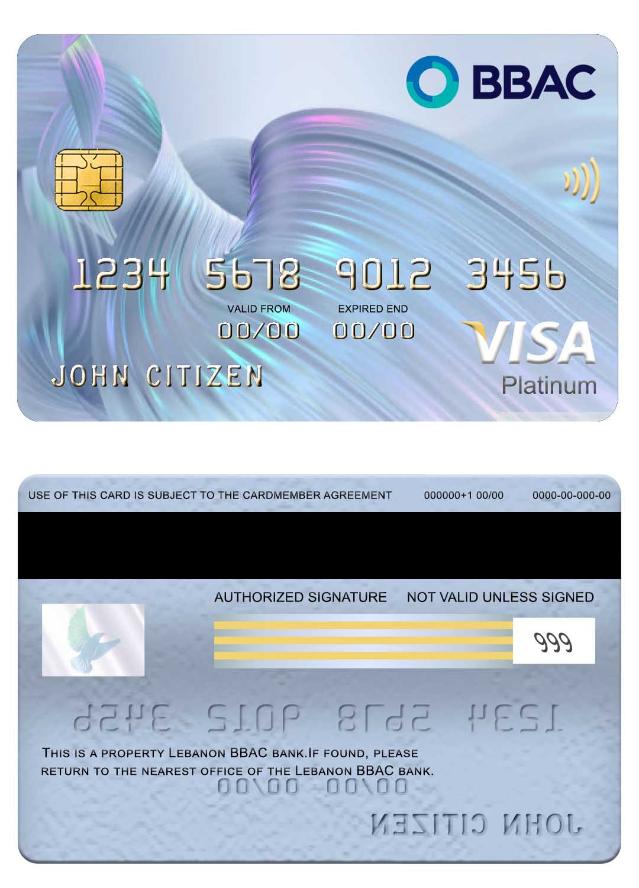 BBAC
1234 5678 9012 3456
VALID FROM EXPIRED END
00/00 00/00
VISA
JOHN CITIZEN
Platinum
USE OF THIS CARD IS SUBJECT TO THE CARDMEMBER AGREEMENT 000000+1 00/00 0000-00-000-00
AUTHORIZED SIGNATURE NOT VALID UNLESS SIGNED
999
1234 5678 9012 3456
THIS IS A PROPERTY LEBANON BBAC BANK.IF FOUND, PLEASE
RETURN TO THE NEAREST OFFICE OF THE LEBANON BBAC BANK.
00/00 00/00
JOHN CITIZEN